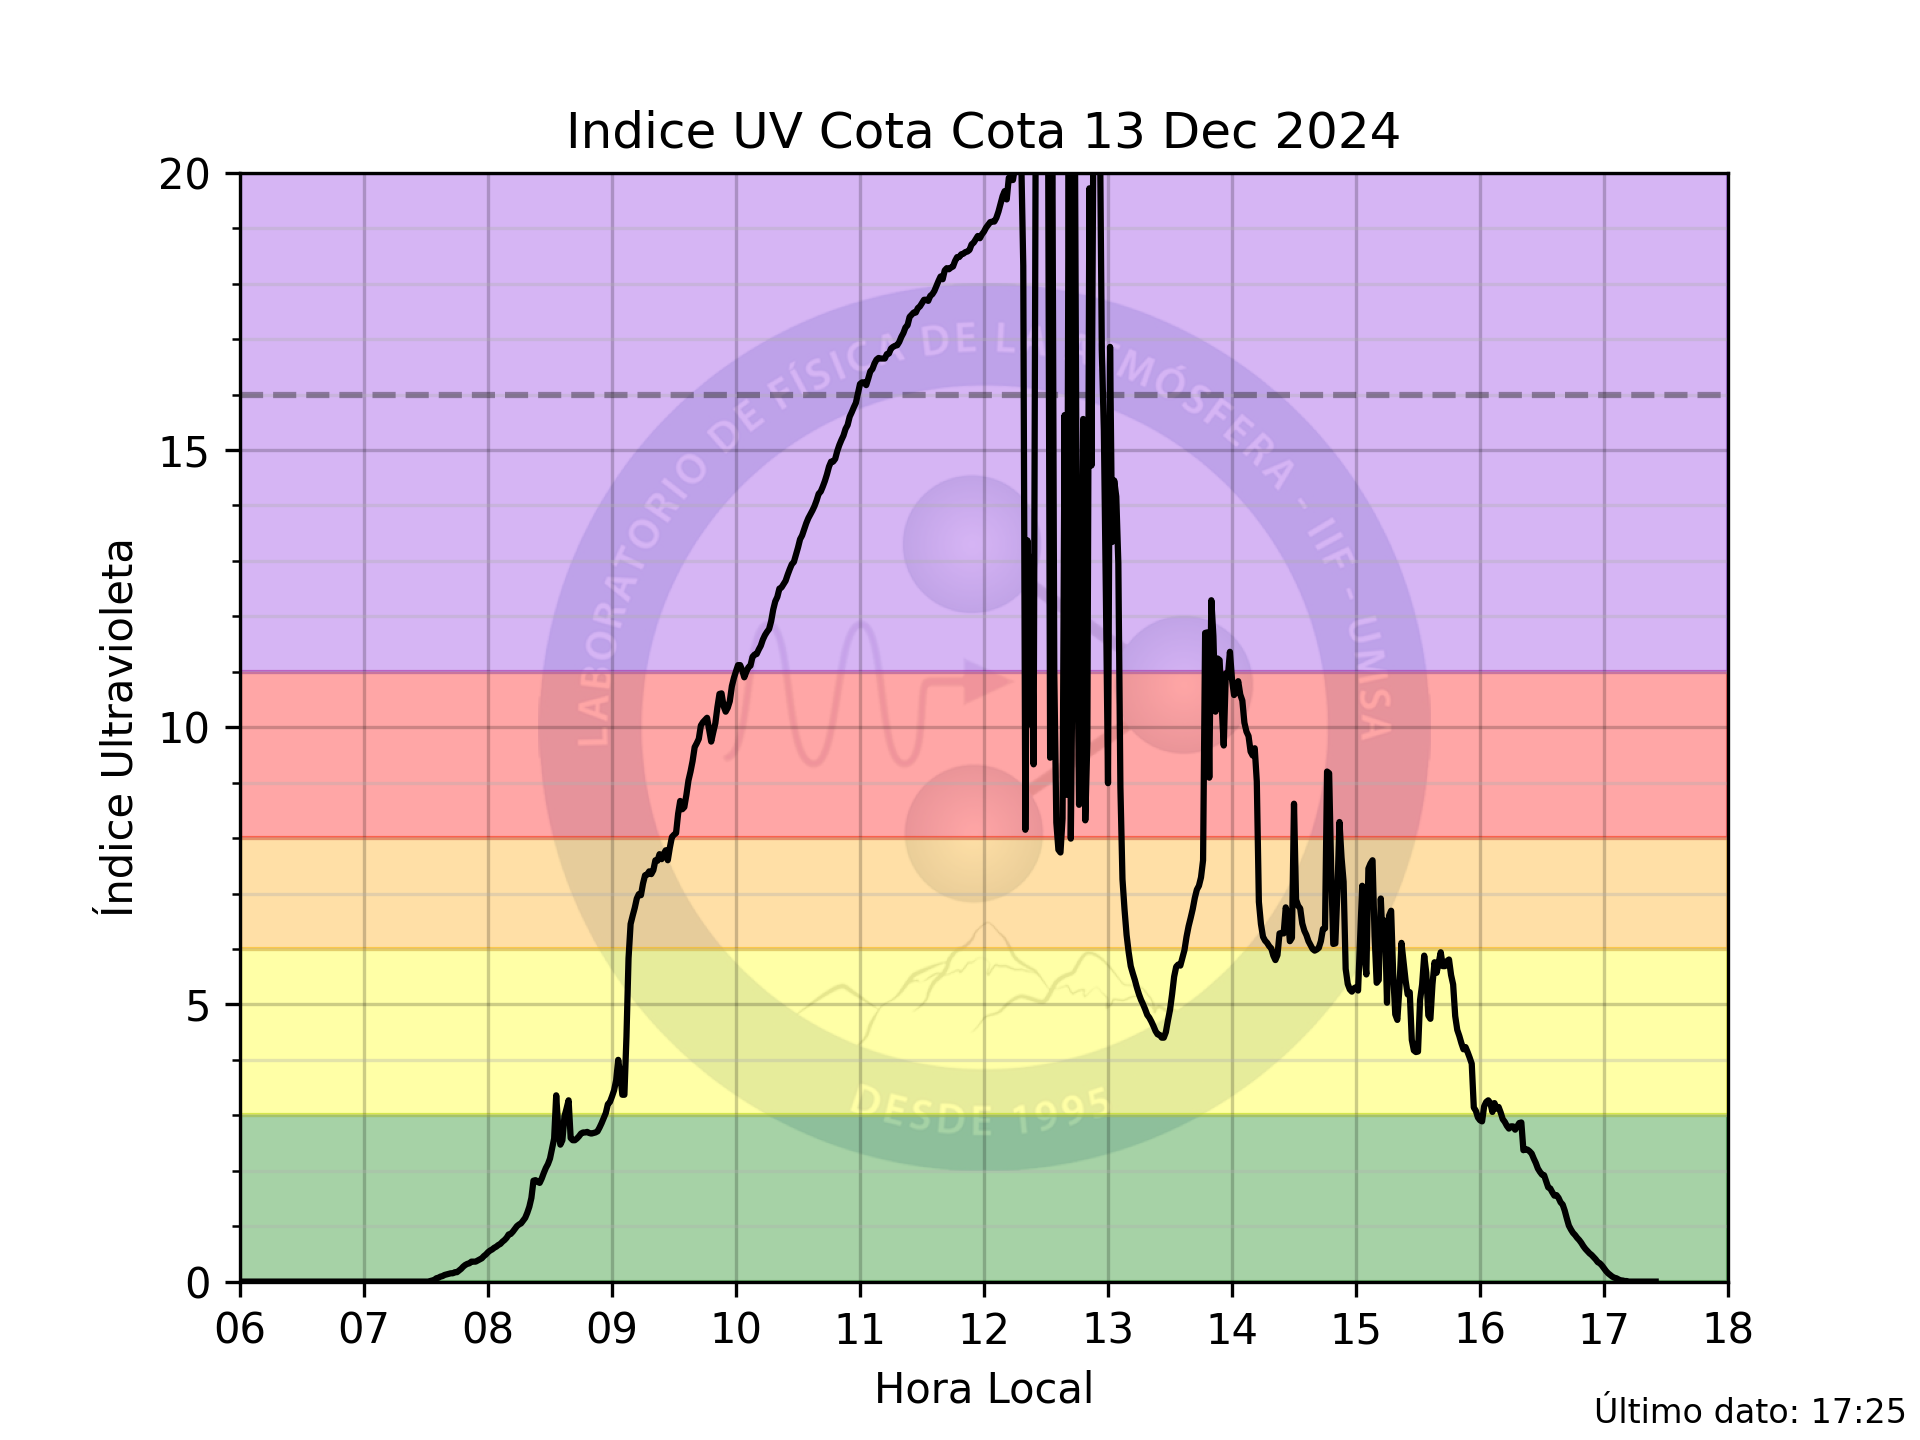 Indice UV Cota Cota 13 Dec 2024
20
15
10
5
0
Índice Ultravioleta
LABORATORIO DE FÍSICA DE LA ATMÓSFERA - IIF - UMSA
DESDE 1995
06 07 08 09 10 11 12 13 14 15 16 17 18
Hora Local
Último dato: 17:25